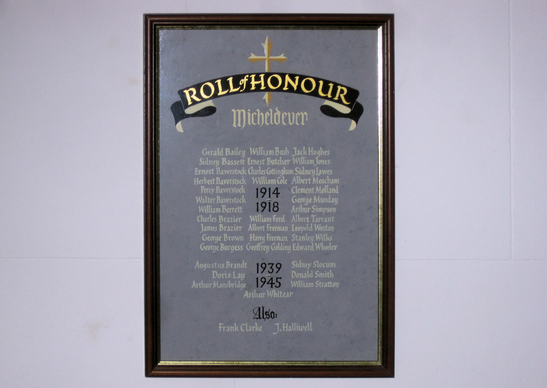 ROLL of HONOUR
Micheldever
Gerald Bailey William Bush Jack Hughes
Sidney Bassett Ernest Butcher William Jones
Ernest Baverstock Charles Cottingham Sidney Lawes
Herbert Baverstock William Cole Albert Meacham
Percy Baverstock 1914 Clement Molland
Walter Baverstock George Munday
William Berrett 1918 Arthur Simpson
Charles Brazier William Ford Albert Tarrant
James Brazier Albert Freeman Leopold Weston
George Brown Harry Freeman Stanley Wilks
George Burgess Geoffrey Golding Edward Wheeler
Augustus Brandt 1939 Sidney Slocum
Doris Lay Donald Smith
Arthur Mansbridge 1945 William Stratton
Arthur Whitear
Also:
Frank Clarke J. Halliwell